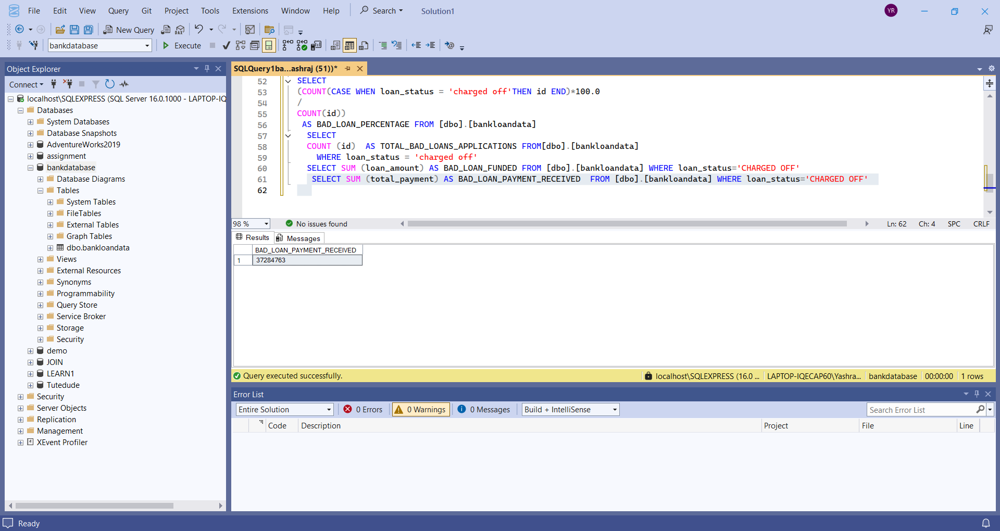 File Edit View Query Git Project Tools Extensions Window Help Search Solution1 YR
New Query DAX
bankdatabase Execute
Object Explorer
Connect
localhost\SQLEXPRESS (SQL Server 16.0.1000 - LAPTOP-IQ
Databases
System Databases
Database Snapshots
AdventureWorks2019
assignment
bankdatabase
Database Diagrams
Tables
System Tables
FileTables
External Tables
Graph Tables
dbo.bankloandata
Views
External Resources
Synonyms
Programmability
Query Store
Service Broker
Storage
Security
demo
JOIN
LEARN1
Tutedude
Security
Server Objects
Replication
Management
XEvent Profiler
SQLQuery1ba...ashraj (51))*
52 SELECT
53 (COUNT(CASE WHEN loan_status = 'charged off'THEN id END)*100.0
54 /
55 COUNT(id))
56 AS BAD_LOAN_PERCENTAGE FROM [dbo].[bankloandata]
57 SELECT
58 COUNT (id)  AS TOTAL_BAD_LOANS_APPLICATIONS FROM[dbo].[bankloandata]
59 WHERE loan_status = 'charged off'
60 SELECT SUM (loan_amount) AS BAD_LOAN_FUNDED FROM [dbo].[bankloandata] WHERE loan_status='CHARGED OFF'
61 SELECT SUM (total_payment) AS BAD_LOAN_PAYMENT_RECEIVED  FROM [dbo].[bankloandata] WHERE loan_status='CHARGED OFF'
62
98 % No issues found Ln: 62 Ch: 4 SPC CRLF
Results Messages
BAD_LOAN_PAYMENT_RECEIVED
1 37284763
Query executed successfully. localhost\SQLEXPRESS (16.0 ... LAPTOP-IQECAP60\Yashra... bankdatabase 00:00:00 1 rows
Error List
Entire Solution 0 Errors 0 Warnings 0 Messages Build + IntelliSense Search Error List
Code Description Project File Line
Ready